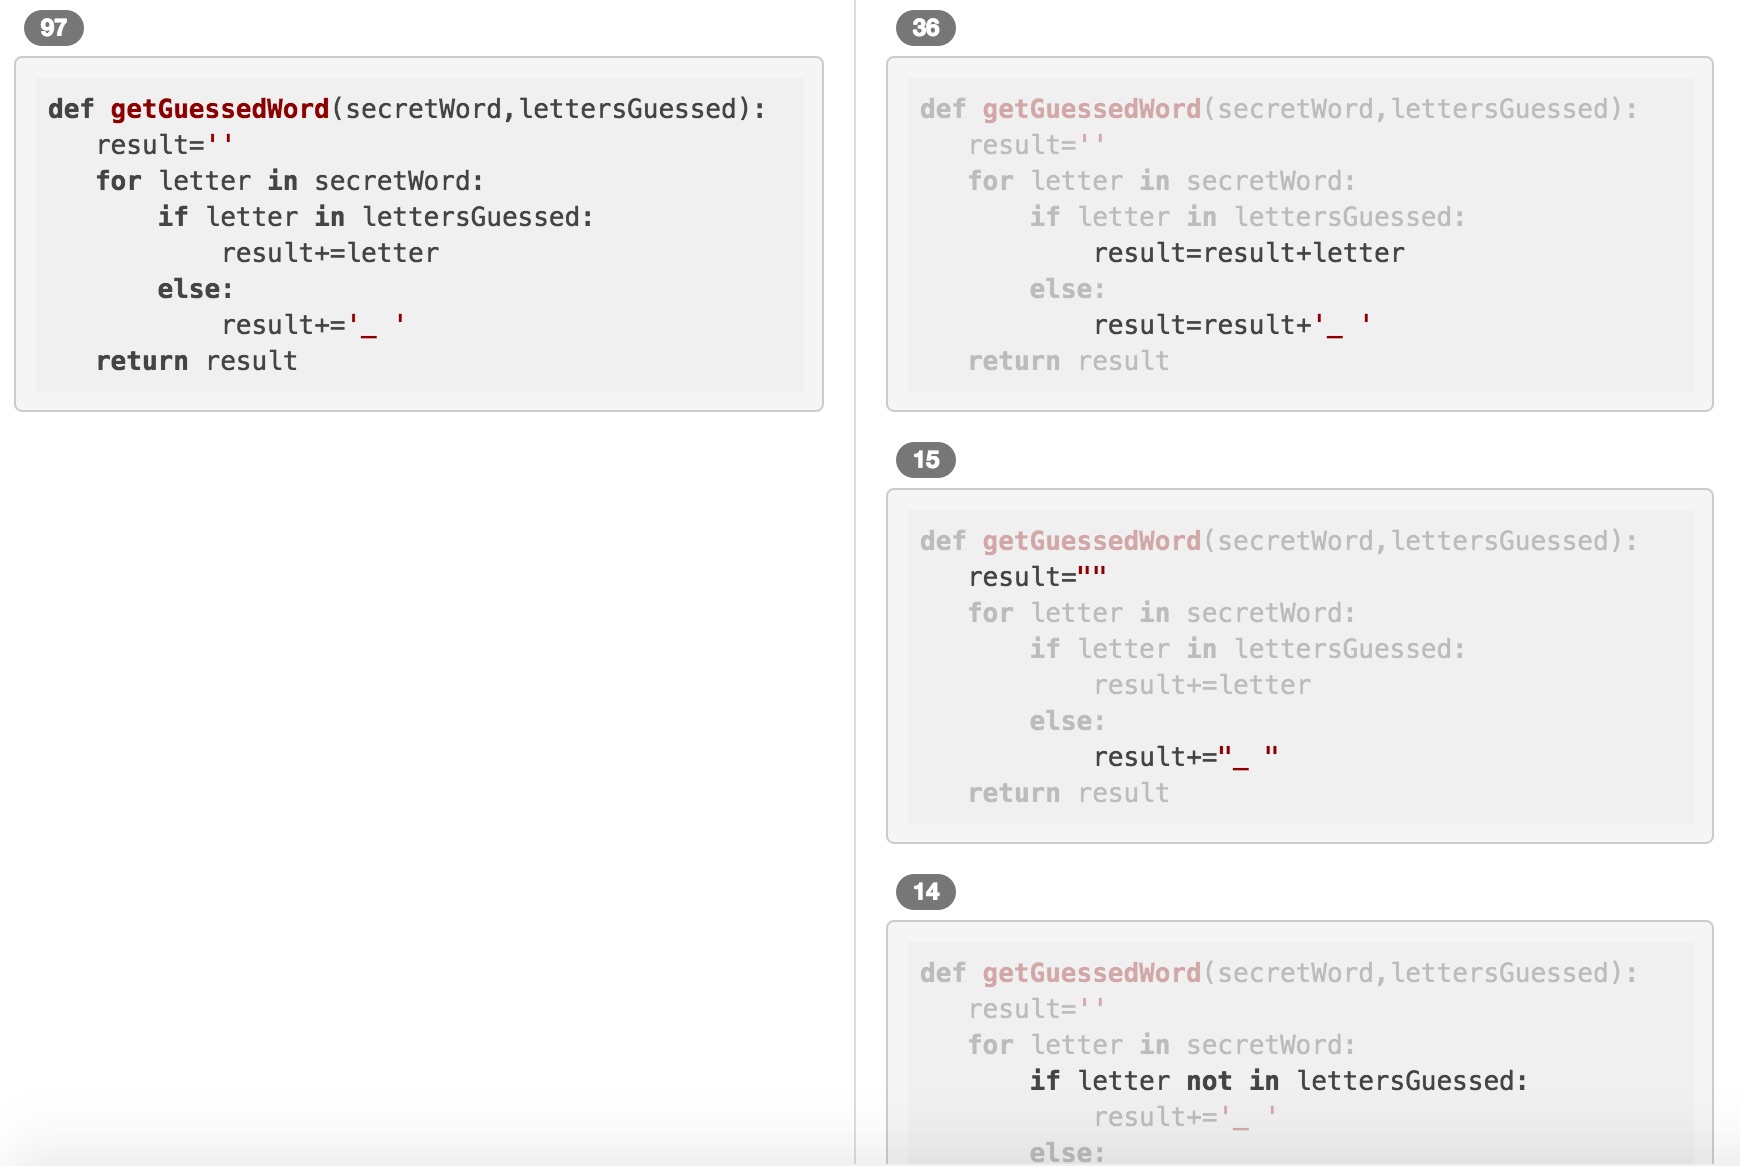 97
def getGuessedWord(secretWord,lettersGuessed):
   result=''
   for letter in secretWord:
       if letter in lettersGuessed:
           result+=letter
       else:
           result+='_ '
   return result
36
def getGuessedWord(secretWord,lettersGuessed):
   result=''
   for letter in secretWord:
       if letter in lettersGuessed:
           result=result+letter
       else:
           result=result+'_ '
   return result
15
def getGuessedWord(secretWord,lettersGuessed):
   result=""
   for letter in secretWord:
       if letter in lettersGuessed:
           result+=letter
       else:
           result+="_ "
   return result
14
def getGuessedWord(secretWord,lettersGuessed):
   result=''
   for letter in secretWord:
       if letter not in lettersGuessed:
           result+='_ '
       else: